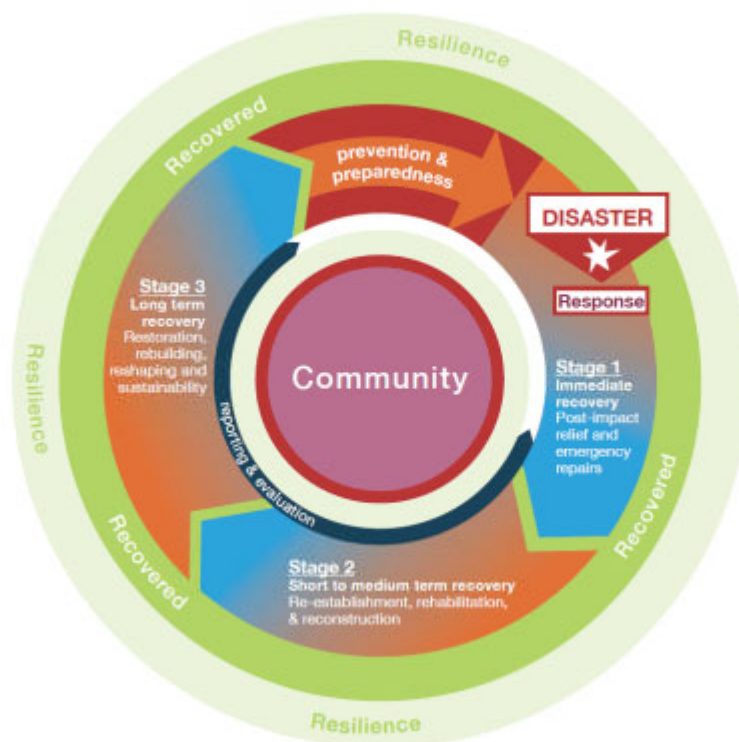 Resilience
Recovered
prevention &
preparedness
DISASTER
Response
Stage 3
Long term
recovery
Restoration,
rebuilding,
reshaping and
sustainability
Community
Stage 1
Immediate
recovery
Post-impact
relief and
emergency
repairs
Resilience
reporting & evaluation
Recovered
Recovered
Stage 2
Short to medium term recovery
Re-establishment, rehabilitation,
& reconstruction
Resilience